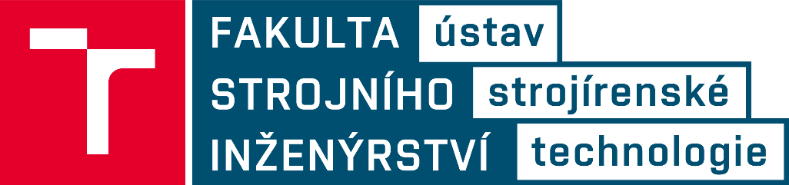 FAKULTA ústav
STROJNÍHO strojírenské
INŽENÝRSTVÍ technologie